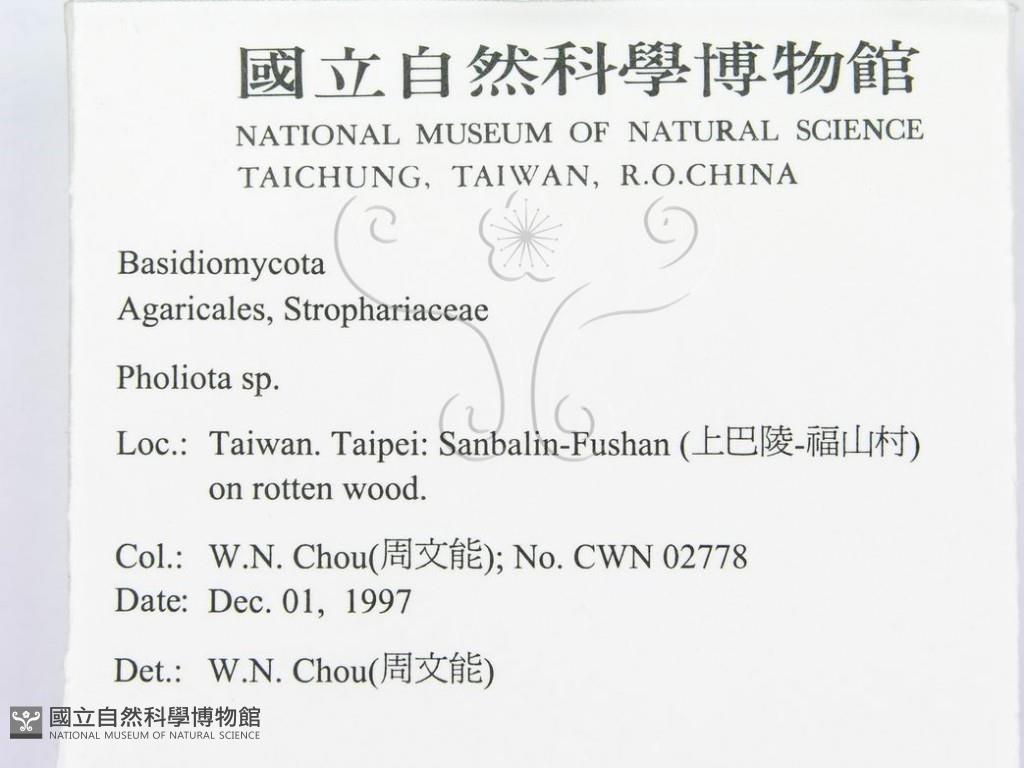 國立自然科學博物館
NATIONAL MUSEUM OF NATURAL SCIENCE
TAICHUNG, TAIWAN, R.O.CHINA
Basidiomycota
Agaricales, Strophariaceae
Pholiota sp.
Loc.: Taiwan. Taipei: Sanbalin-Fushan (上巴陵-福山村)
on rotten wood.
Col.: W.N. Chou(周文能); No. CWN 02778
Date: Dec. 01, 1997
Det.: W.N. Chou(周文能)
國立自然科學博物館
NATIONAL MUSEUM OF NATURAL SCIENCE